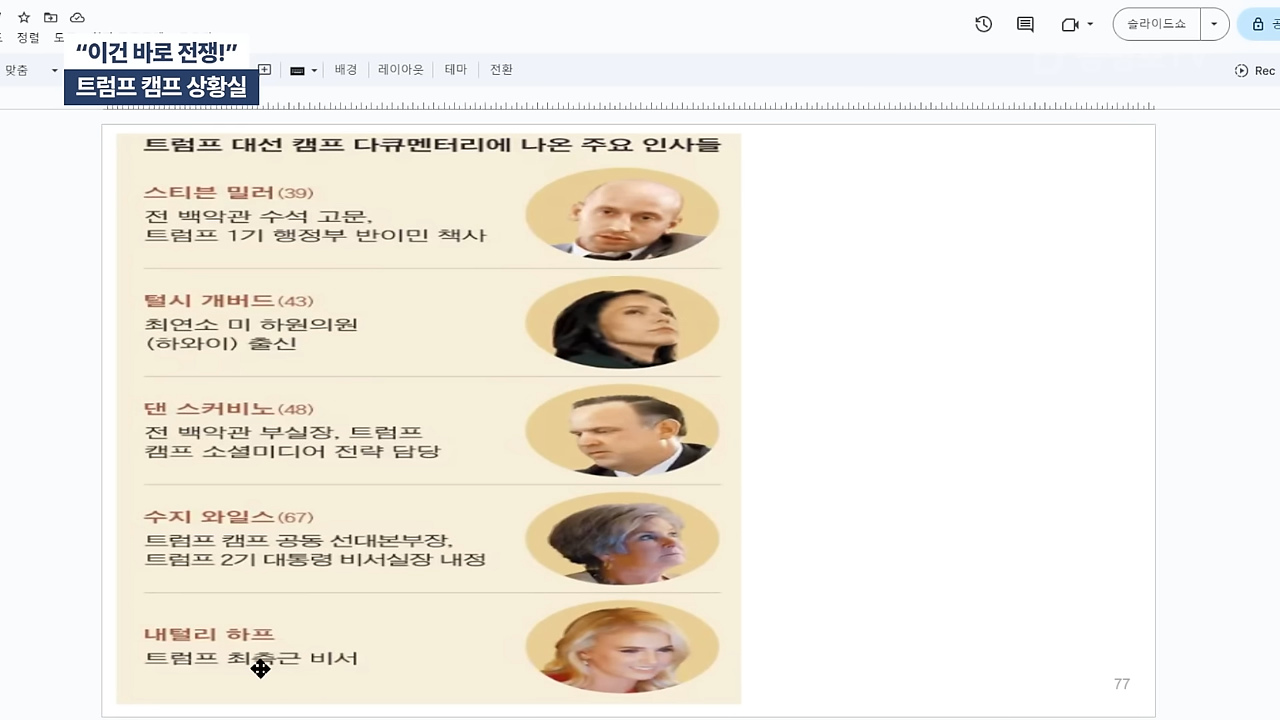 정렬
슬라이드쇼
"이건 바로 전쟁!"
트럼프 캠프 상황실
맞춤
배경
레이아웃
테마
전환
Rec
트럼프 대선 캠프 다큐멘터리에 나온 주요 인사들
스티븐 밀러(39)
전 백악관 수석 고문,
트럼프 1기 행정부 반이민 책사
털시 개버드(43)
최연소 미 하원의원
(하와이) 출신
댄 스커비노(48)
전 백악관 부실장, 트럼프
캠프 소셜미디어 전략 담당
수지 와일스(67)
트럼프 캠프 공동 선대본부장,
트럼프 2기 대통령 비서실장 내정
내털리 하프
트럼프 최측근 비서
77